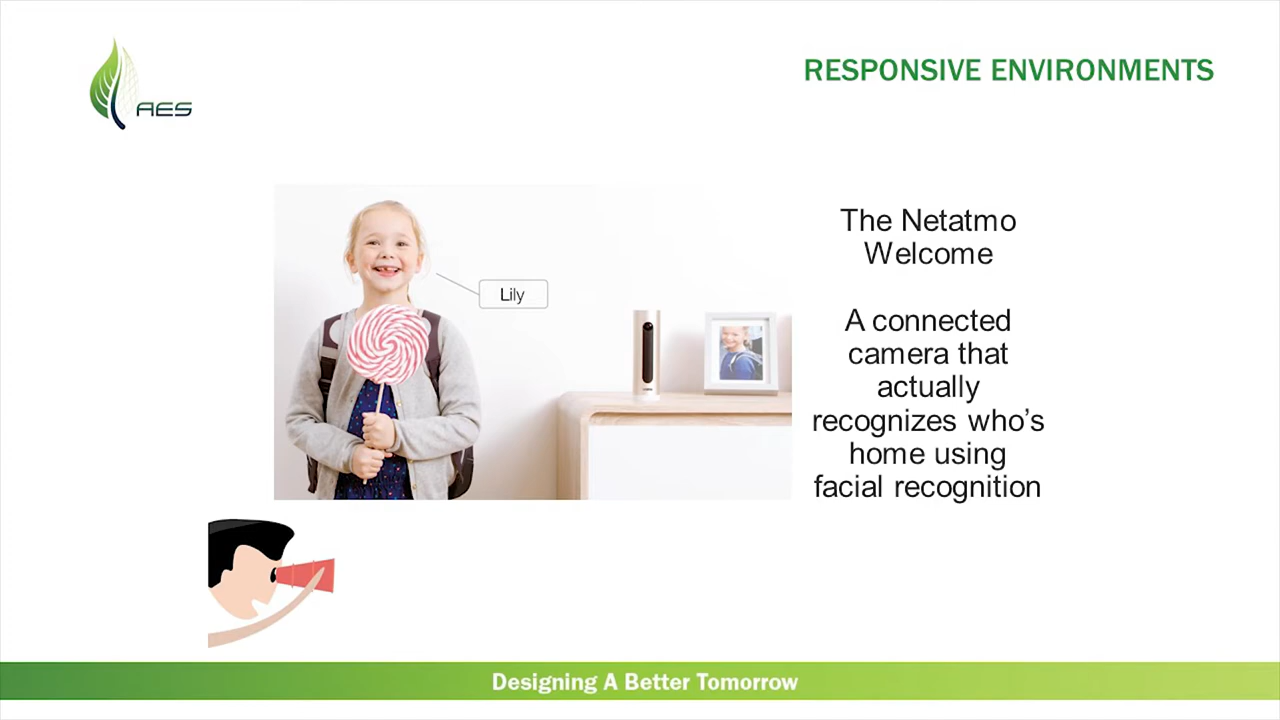 AES
RESPONSIVE ENVIRONMENTS
Lily
The Netatmo
Welcome
A connected
camera that
actually
recognizes who's
home using
facial recognition
Designing A Better Tomorrow